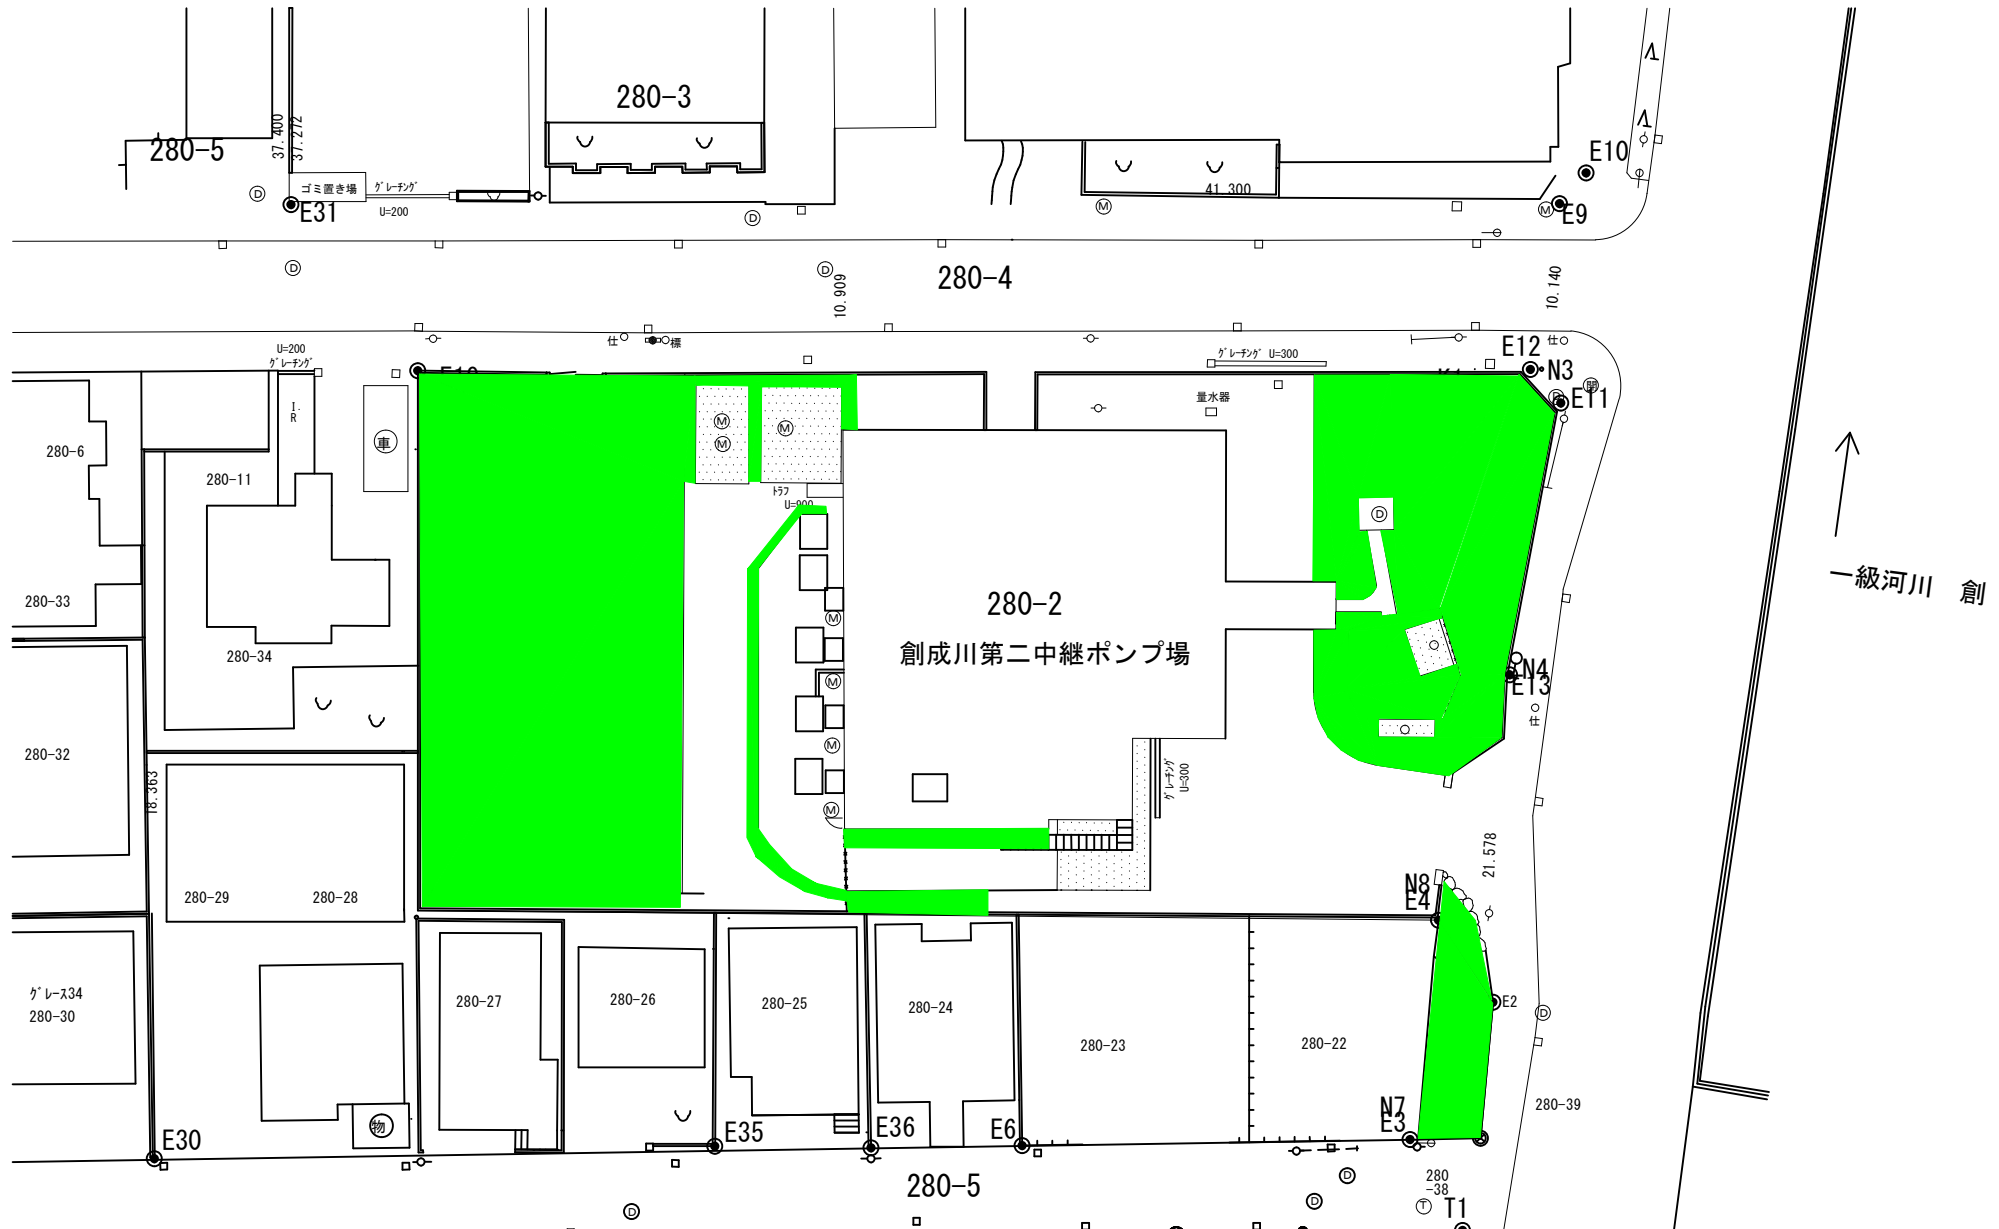 280-3
280-5
37.400
37.272
ゴミ置き場
グレーチング
U=200
E31
Ⓓ
Ⓓ
41.300
Ⓜ
Ⓜ
E10
E9
Ⓓ
Ⓓ
10.909
280-4
10.140
仕
標
U=200
グレーチング
グレーチング U=300
E12
仕
N3
E11
開
I.R
車
量水器
280-6
280-11
Ⓜ
Ⓜ
Ⓜ
トラフ
Ⓓ
280-33
280-34
280-2
創成川第二中継ポンプ場
Ⓜ
Ⓜ
Ⓜ
Ⓜ
一級河川 創
N4
E13
仕
280-32
18.363
グレーチング
U=300
21.578
280-29
280-28
N8
E4
グレース34
280-30
280-27
280-26
280-25
280-24
280-23
280-22
E2
Ⓓ
280-39
物
E30
E35
E36
E6
N7
E3
280-5
Ⓓ
Ⓓ
Ⓓ
280
-38
Ⓣ
T1